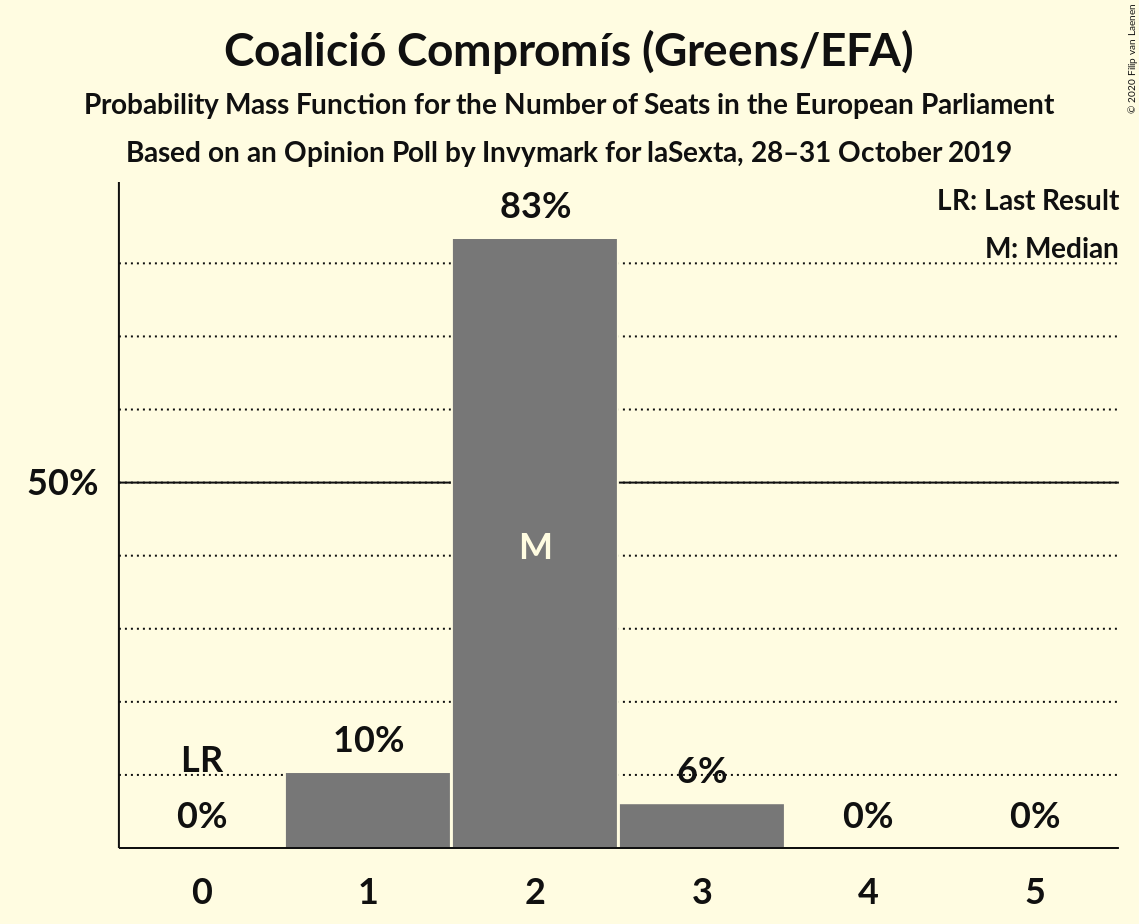 Coalició Compromís (Greens/EFA)
Probability Mass Function for the Number of Seats in the European Parliament
Based on an Opinion Poll by Invymark for laSexta, 28–31 October 2019
© 2020 Filip van Laenen
LR: Last Result
M: Median
83%
50%
M
LR
10%
6%
0%
0%
0%
0 1 2 3 4 5